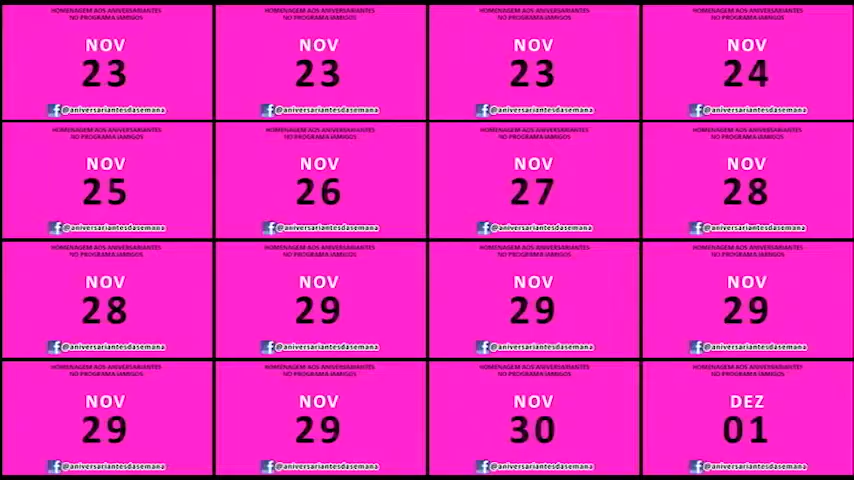 HOMENAGEM AOS ANIVERSARIANTES
NO PROGRAMA IAMIGOS
NOV
23
@aniversariantesdasemana
HOMENAGEM AOS ANIVERSARIANTES
NO PROGRAMA IAMIGOS
NOV
23
@aniversariantesdasemana
HOMENAGEM AOS ANIVERSARIANTES
NO PROGRAMA IAMIGOS
NOV
23
@aniversariantesdasemana
HOMENAGEM AOS ANIVERSARIANTES
NO PROGRAMA IAMIGOS
NOV
24
@aniversariantesdasemana
HOMENAGEM AOS ANIVERSARIANTES
NO PROGRAMA IAMIGOS
NOV
25
@aniversariantesdasemana
HOMENAGEM AOS ANIVERSARIANTES
NO PROGRAMA IAMIGOS
NOV
26
@aniversariantesdasemana
HOMENAGEM AOS ANIVERSARIANTES
NO PROGRAMA IAMIGOS
NOV
27
@aniversariantesdasemana
HOMENAGEM AOS ANIVERSARIANTES
NO PROGRAMA IAMIGOS
NOV
28
@aniversariantesdasemana
HOMENAGEM AOS ANIVERSARIANTES
NO PROGRAMA IAMIGOS
NOV
28
@aniversariantesdasemana
HOMENAGEM AOS ANIVERSARIANTES
NO PROGRAMA IAMIGOS
NOV
29
@aniversariantesdasemana
HOMENAGEM AOS ANIVERSARIANTES
NO PROGRAMA IAMIGOS
NOV
29
@aniversariantesdasemana
HOMENAGEM AOS ANIVERSARIANTES
NO PROGRAMA IAMIGOS
NOV
29
@aniversariantesdasemana
HOMENAGEM AOS ANIVERSARIANTES
NO PROGRAMA IAMIGOS
NOV
29
@aniversariantesdasemana
HOMENAGEM AOS ANIVERSARIANTES
NO PROGRAMA IAMIGOS
NOV
29
@aniversariantesdasemana
HOMENAGEM AOS ANIVERSARIANTES
NO PROGRAMA IAMIGOS
NOV
30
@aniversariantesdasemana
HOMENAGEM AOS ANIVERSARIANTES
NO PROGRAMA IAMIGOS
DEZ
01
@aniversariantesdasemana